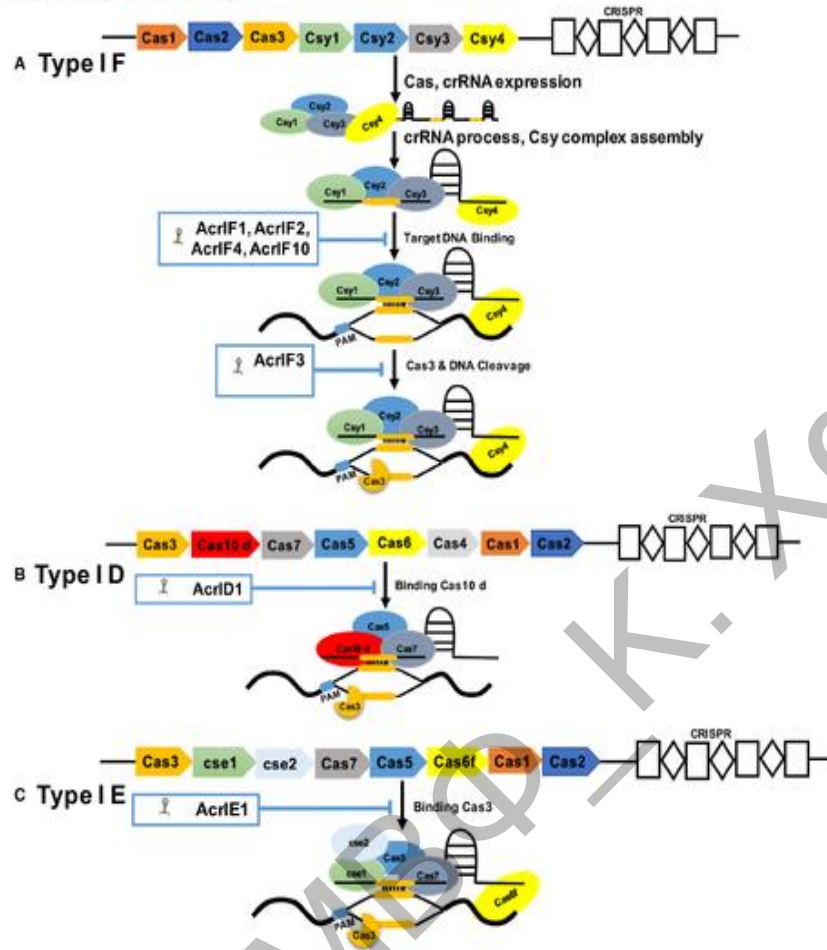 Cas1 Cas2 Cas3 Csy1 Csy2 Csy3 Csy4 CRISPR
A Type I F
Cas, crRNA expression
Csy2
Csy1 Csy3 Csy4
crRNA process, Csy complex assembly
Csy1 Csy2 Csy3
Csy4
AcrIF1, AcrIF2,
AcrIF4, AcrIF10
Target DNA Binding
Csy1 Csy2 Csy3
Csy4
PAM
AcrIF3
Cas3 & DNA Cleavage
Csy2
Csy1 Csy3
Csy4
PAM
Cas3
CRISPR
Cas3 Cas10 d Cas7 Cas5 Cas6 Cas4 Cas1 Cas2
B Type I D
AcrID1
Binding Cas10 d
Cas5
Cas10 d Cas7
PAM
Cas3
CRISPR
Cas3 cse1 cse2 Cas7 Cas5 Cas6f Cas1 Cas2
C Type I E
AcrIE1
Binding Cas3
cse2
Cas5
cse1 Cas7
Cas6f
PAM
Cas3